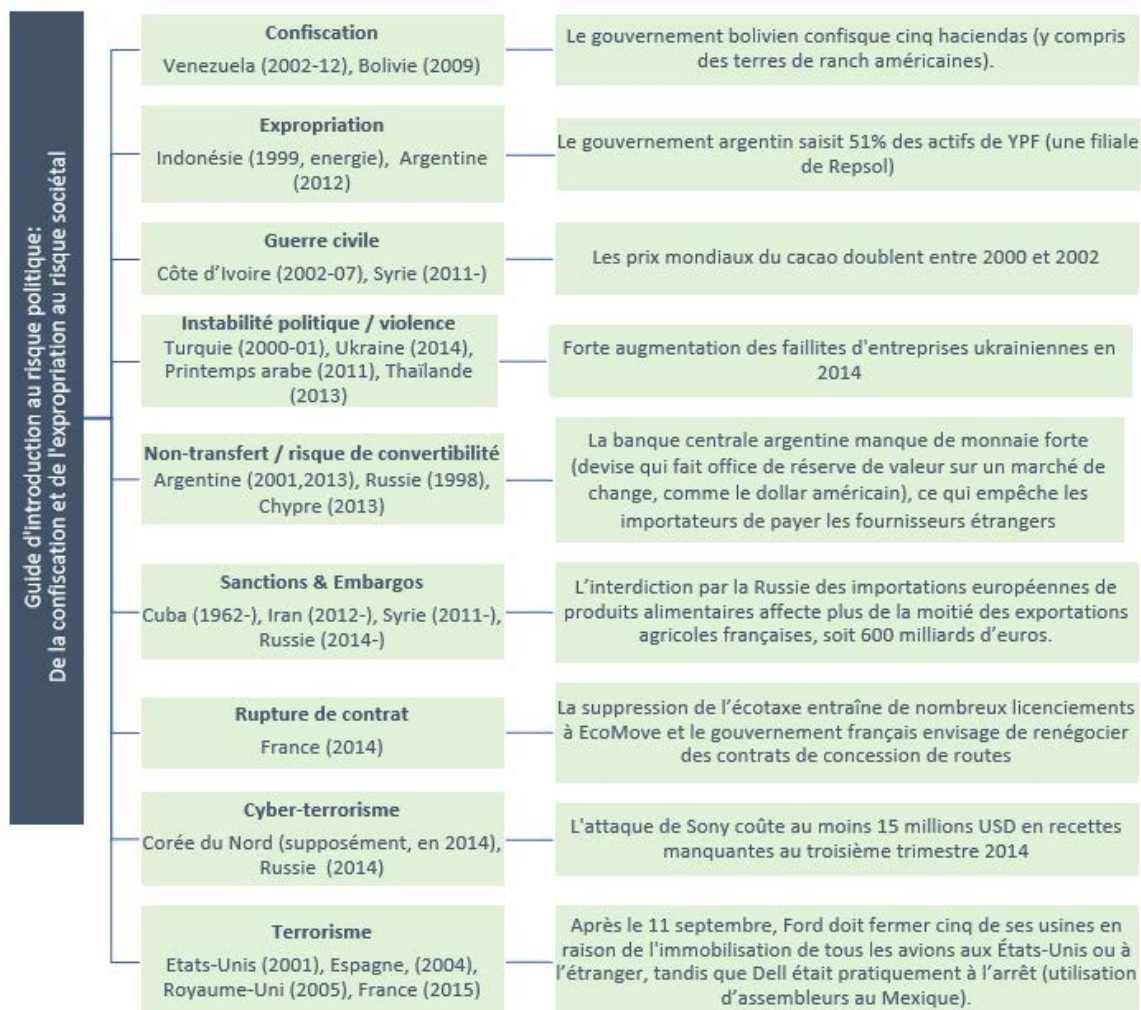 Guide d'introduction au risque politique:
De la confiscation et de l'expropriation au risque sociétal
Confiscation
Venezuela (2002-12), Bolivie (2009)
Le gouvernement bolivien confisque cinq haciendas (y compris
des terres de ranch américaines).
Expropriation
Indonésie (1999, energie), Argentine
(2012)
Le gouvernement argentin saisit 51% des actifs de YPF (une filiale
de Repsol)
Guerre civile
Côte d'Ivoire (2002-07), Syrie (2011-)
Les prix mondiaux du cacao doublent entre 2000 et 2002
Instabilité politique / violence
Turquie (2000-01), Ukraine (2014),
Printemps arabe (2011), Thaïlande
(2013)
Forte augmentation des faillites d'entreprises ukrainiennes en
2014
Non-transfert / risque de convertibilité
Argentine (2001,2013), Russie (1998),
Chypre (2013)
La banque centrale argentine manque de monnaie forte
(devise qui fait office de réserve de valeur sur un marché de
change, comme le dollar américain), ce qui empêche les
importateurs de payer les fournisseurs étrangers
Sanctions & Embargos
Cuba (1962-), Iran (2012-), Syrie (2011-),
Russie (2014-)
L'interdiction par la Russie des importations européennes de
produits alimentaires affecte plus de la moitié des exportations
agricoles françaises, soit 600 milliards d'euros.
Rupture de contrat
France (2014)
La suppression de l'écotaxe entraîne de nombreux licenciements
à EcoMove et le gouvernement français envisage de renégocier
des contrats de concession de routes
Cyber-terrorisme
Corée du Nord (supposément, en 2014),
Russie (2014)
L'attaque de Sony coûte au moins 15 millions USD en recettes
manquantes au troisième trimestre 2014
Terrorisme
Etats-Unis (2001), Espagne, (2004),
Royaume-Uni (2005), France (2015)
Après le 11 septembre, Ford doit fermer cinq de ses usines en
raison de l'immobilisation de tous les avions aux États-Unis ou à
l'étranger, tandis que Dell était pratiquement à l'arrêt (utilisation
d'assembleurs au Mexique).